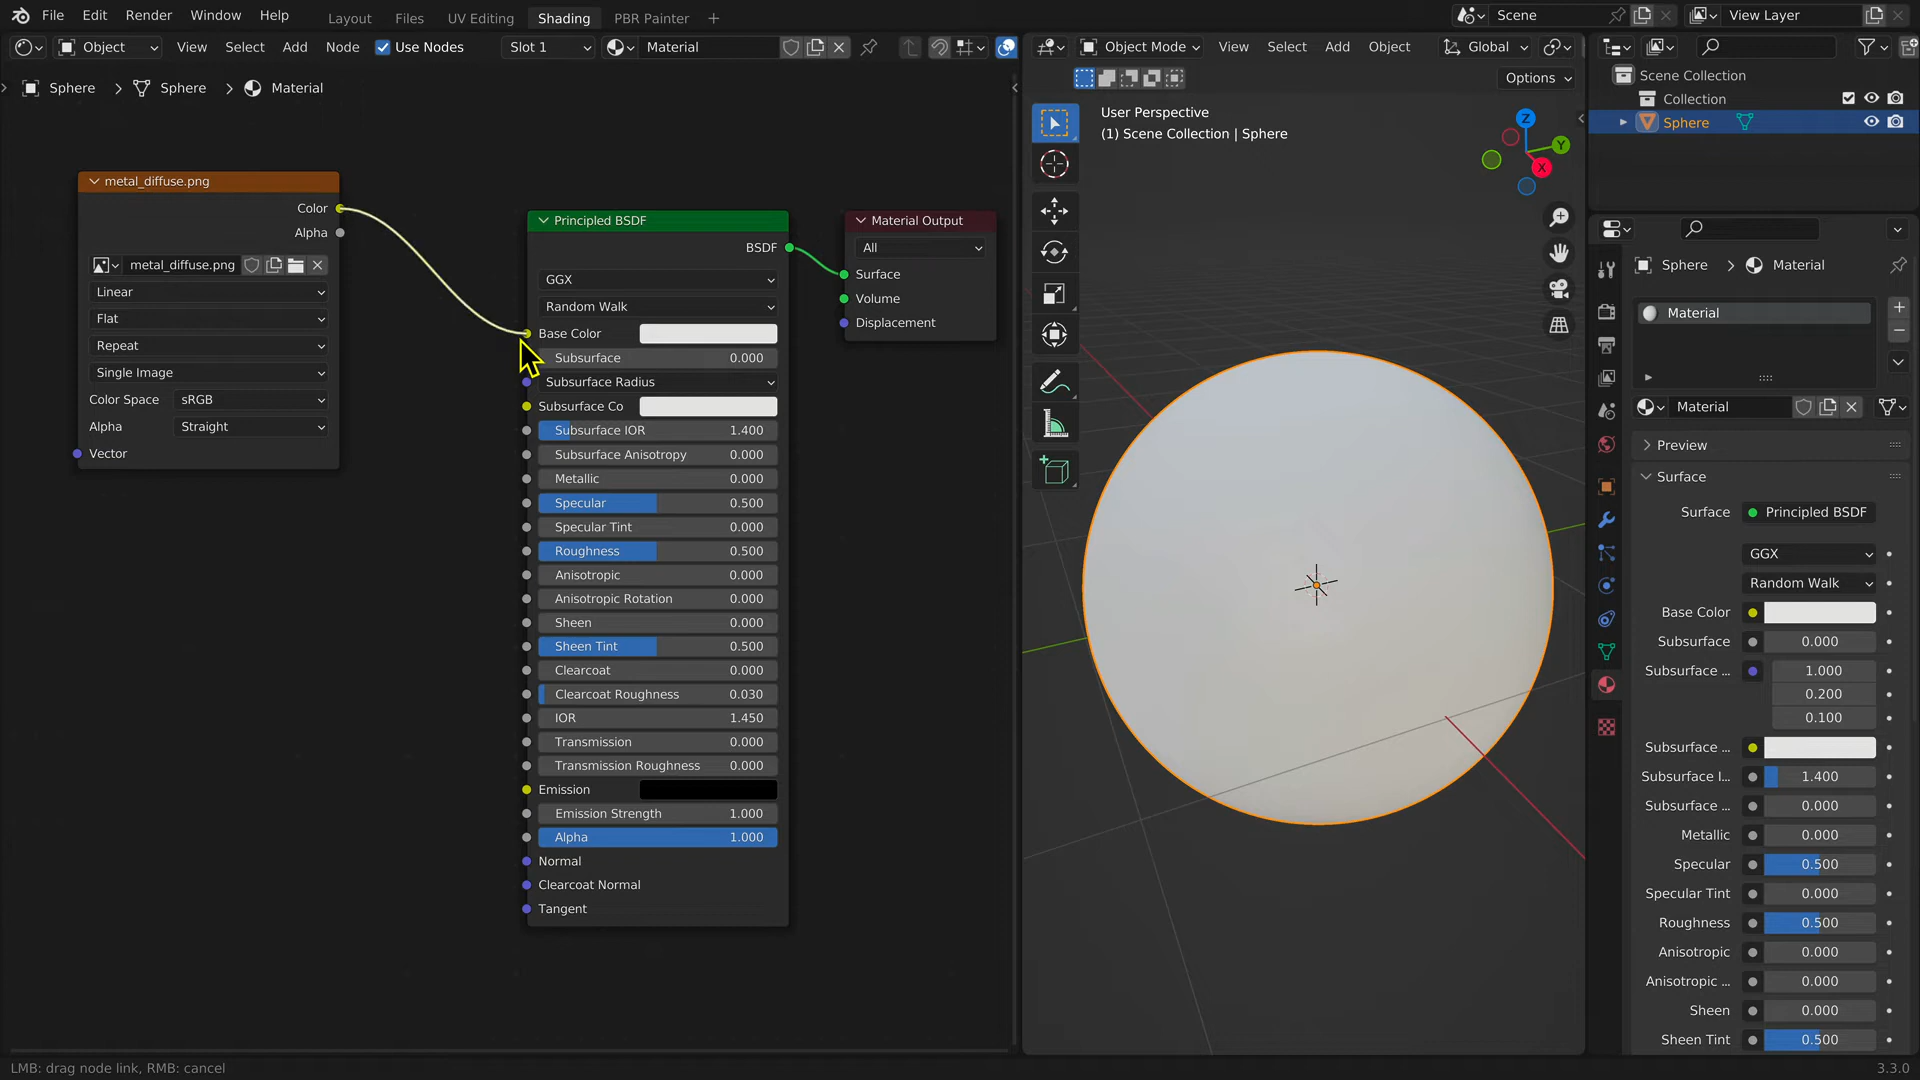 File Edit Render Window Help Layout Files UV Editing Shading PBR Painter Scene View Layer
Object View Select Add Node Use Nodes Slot 1 Material
Object Mode View Select Add Object Global
Options
Sphere Sphere Material
User Perspective
(1) Scene Collection | Sphere
Z
Y
X
Scene Collection
Collection
Sphere
metal_diffuse.png
Color
Alpha
metal_diffuse.png
Linear
Flat
Repeat
Single Image
Color Space sRGB
Alpha Straight
Vector
Principled BSDF
BSDF
GGX
Random Walk
Base Color
Subsurface 0.000
Subsurface Radius
Subsurface Co
Subsurface IOR 1.400
Subsurface Anisotropy 0.000
Metallic 0.000
Specular 0.500
Specular Tint 0.000
Roughness 0.500
Anisotropic 0.000
Anisotropic Rotation 0.000
Sheen 0.000
Sheen Tint 0.500
Clearcoat 0.000
Clearcoat Roughness 0.030
IOR 1.450
Transmission 0.000
Transmission Roughness 0.000
Emission
Emission Strength 1.000
Alpha 1.000
Normal
Clearcoat Normal
Tangent
Material Output
All
Surface
Volume
Displacement
Sphere Material
Material
Material
Preview
Surface
Surface Principled BSDF
GGX
Random Walk
Base Color
Subsurface 0.000
Subsurface ... 1.000
0.200
0.100
Subsurface ...
Subsurface I... 1.400
Subsurface ... 0.000
Metallic 0.000
Specular 0.500
Specular Tint 0.000
Roughness 0.500
Anisotropic 0.000
Anisotropic ... 0.000
Sheen 0.000
Sheen Tint 0.500
LMB: drag node link, RMB: cancel
3.3.0